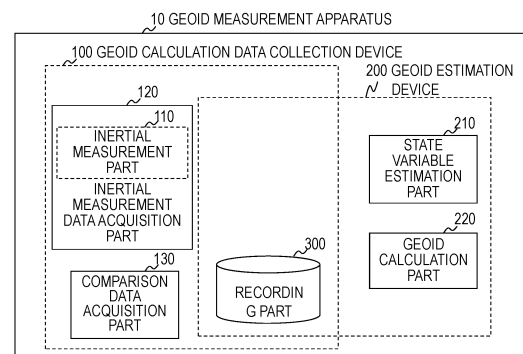 10 GEOID MEASUREMENT APPARATUS
100 GEOID CALCULATION DATA COLLECTION DEVICE
200 GEOID ESTIMATION
DEVICE
120
110
INERTIAL
MEASUREMENT
PART
INERTIAL
MEASUREMENT
DATA ACQUISITION
PART
130
COMPARISON
DATA
ACQUISITION
PART
300
RECORDIN
G PART
210
STATE
VARIABLE
ESTIMATION
PART
220
GEOID
CALCULATION
PART